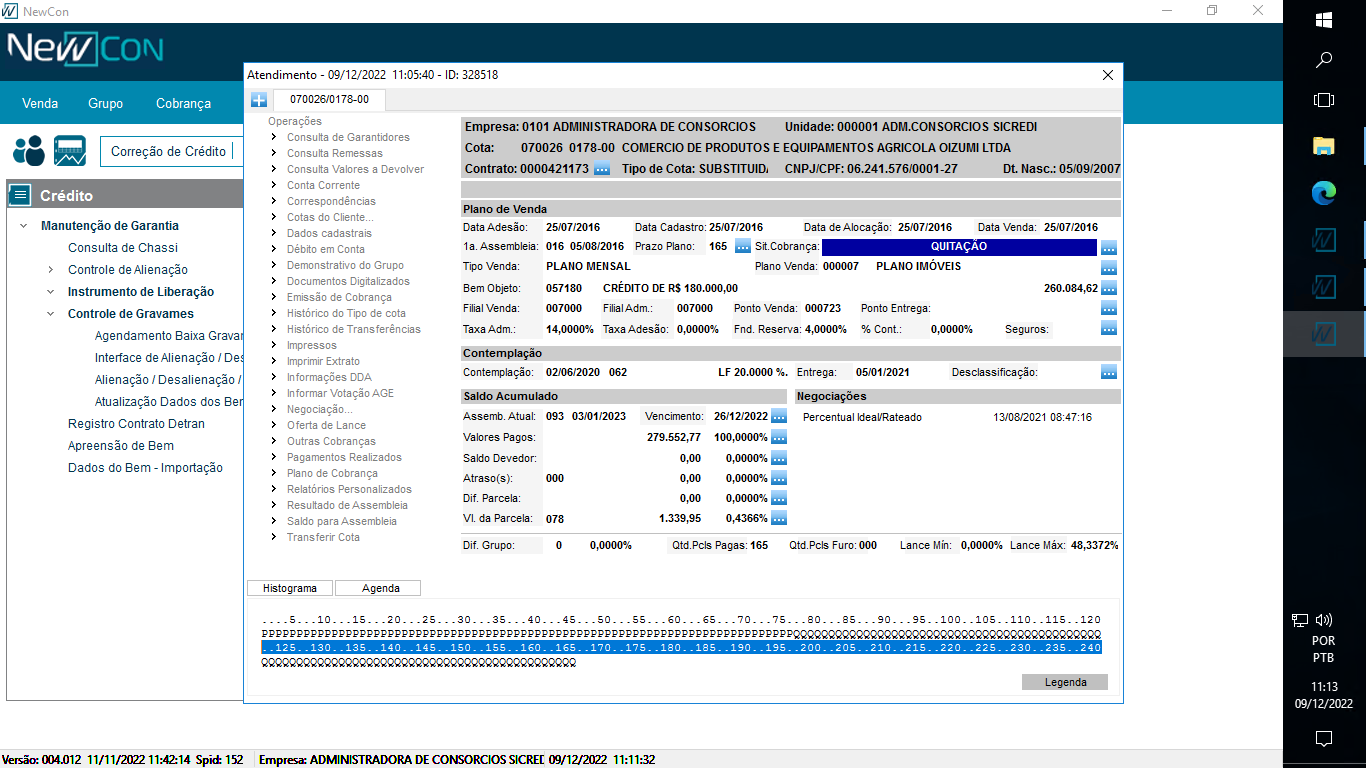 NewCon
NewCon
Atendimento - 09/12/2022 11:05:40 - ID: 328518
Venda Grupo Cobrança
070026/0178-00
Correção de Crédito
Crédito
Manutenção de Garantia
Consulta de Chassi
Controle de Alienação
Instrumento de Liberação
Controle de Gravames
Agendamento Baixa Gravar
Interface de Alienação / Des
Alienação / Desalienação /
Atualização Dados dos Ber
Registro Contrato Detran
Apreensão de Bem
Dados do Bem - Importação
Operações
Consulta de Garantidores
Consulta Remessas
Consulta Valores a Devolver
Conta Corrente
Correspondências
Cotas do Cliente...
Dados cadastrais
Débito em Conta
Demonstrativo do Grupo
Documentos Digitalizados
Emissão de Cobrança
Histórico do Tipo de cota
Histórico de Transferências
Impressos
Imprimir Extrato
Informações DDA
Informar Votação AGE
Negociação...
Oferta de Lance
Outras Cobranças
Pagamentos Realizados
Plano de Cobrança
Relatórios Personalizados
Resultado de Assembleia
Saldo para Assembleia
Transferir Cota
Empresa: 0101 ADMINISTRADORA DE CONSORCIOS Unidade: 000001 ADM.CONSORCIOS SICREDI
Cota: 070026 0178-00 COMERCIO DE PRODUTOS E EQUIPAMENTOS AGRICOLA OIZUMI LTDA
Contrato: 0000421173 ... Tipo de Cota: SUBSTITUIDA CNPJ/CPF: 06.241.576/0001-27 Dt. Nasc.: 05/09/2007
Plano de Venda
Data Adesão: 25/07/2016 Data Cadastro: 25/07/2016 Data de Alocação: 25/07/2016 Data Venda: 25/07/2016
1a. Assembleia: 016 05/08/2016 Prazo Plano: 165 ... Sit.Cobrança: QUITAÇÃO ...
Tipo Venda: PLANO MENSAL Plano Venda: 000007 PLANO IMÓVEIS ...
Bem Objeto: 057180 CRÉDITO DE R$ 180.000,00 260.084,62 ...
Filial Venda: 007000 Filial Adm.: 007000 Ponto Venda: 000723 Ponto Entrega: ...
Taxa Adm.: 14,0000% Taxa Adesão: 0,0000% Fnd. Reserva: 4,0000% % Cont.: 0,0000% Seguros: ...
Contemplação
Contemplação: 02/06/2020 062 LF 20.0000 %. Entrega: 05/01/2021 Desclassificação: ...
Saldo Acumulado
Assemb. Atual: 093 03/01/2023 Vencimento: 26/12/2022 ...
Valores Pagos: 279.552,77 100,0000% ...
Saldo Devedor: 0,00 0,0000% ...
Atraso(s): 000 0,00 0,0000% ...
Dif. Parcela: 0,00 0,0000% ...
Vl. da Parcela: 078 1.339,95 0,4366% ...
Negociações
Percentual Ideal/Rateado 13/08/2021 08:47:16
Dif. Grupo: 0 0,0000% Qtd.Pcls Pagas: 165 Qtd.Pcls Furo: 000 Lance Mín: 0,0000% Lance Máx: 48,3372%
Histograma Agenda
....5...10...15...20...25...30...35...40...45...50...55...60...65...70...75...80...85...90...95..100..105..110..115..120
PPPPPPPPPPPPPPPPPPPPPPPPPPPPPPPPPPPPPPPPPPPPPPPPPPPPPPPPPPPPPPPPPPPPPPPPPPPPQQQQQQQQQQQQQQQQQQQQQQQQQQQQQQQQQQQQQQQQQQQQ
..125..130..135..140..145..150..155..160..165..170..175..180..185..190..195..200..205..210..215..220..225..230..235..240
QQQQQQQQQQQQQQQQQQQQQQQQQQQQQQQQQQQQQQQQQQQQQ
Legenda
POR
PTB
11:13
09/12/2022
Versão: 004.012 11/11/2022 11:42:14 Spid: 152 Empresa: ADMINISTRADORA DE CONSORCIOS SICRED 09/12/2022 11:11:32